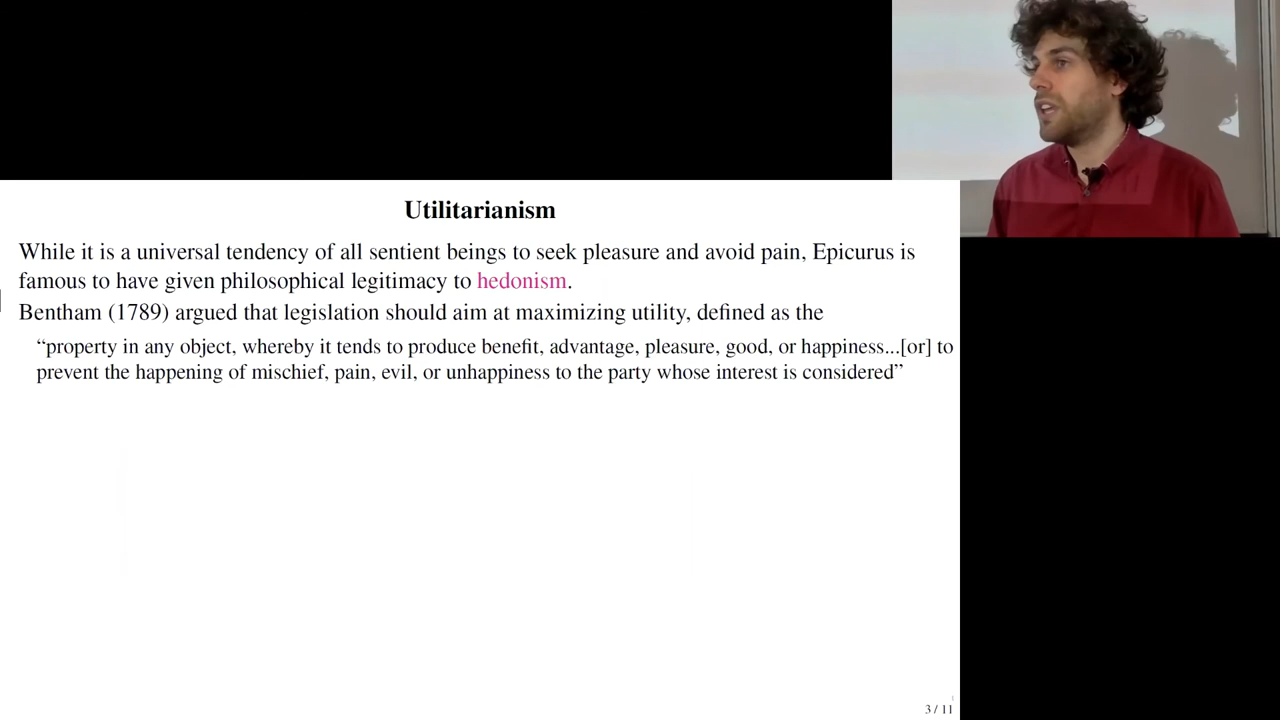 Utilitarianism
While it is a universal tendency of all sentient beings to seek pleasure and avoid pain, Epicurus is
famous to have given philosophical legitimacy to hedonism.
Bentham (1789) argued that legislation should aim at maximizing utility, defined as the
“property in any object, whereby it tends to produce benefit, advantage, pleasure, good, or happiness...[or] to
prevent the happening of mischief, pain, evil, or unhappiness to the party whose interest is considered”
3 / 11